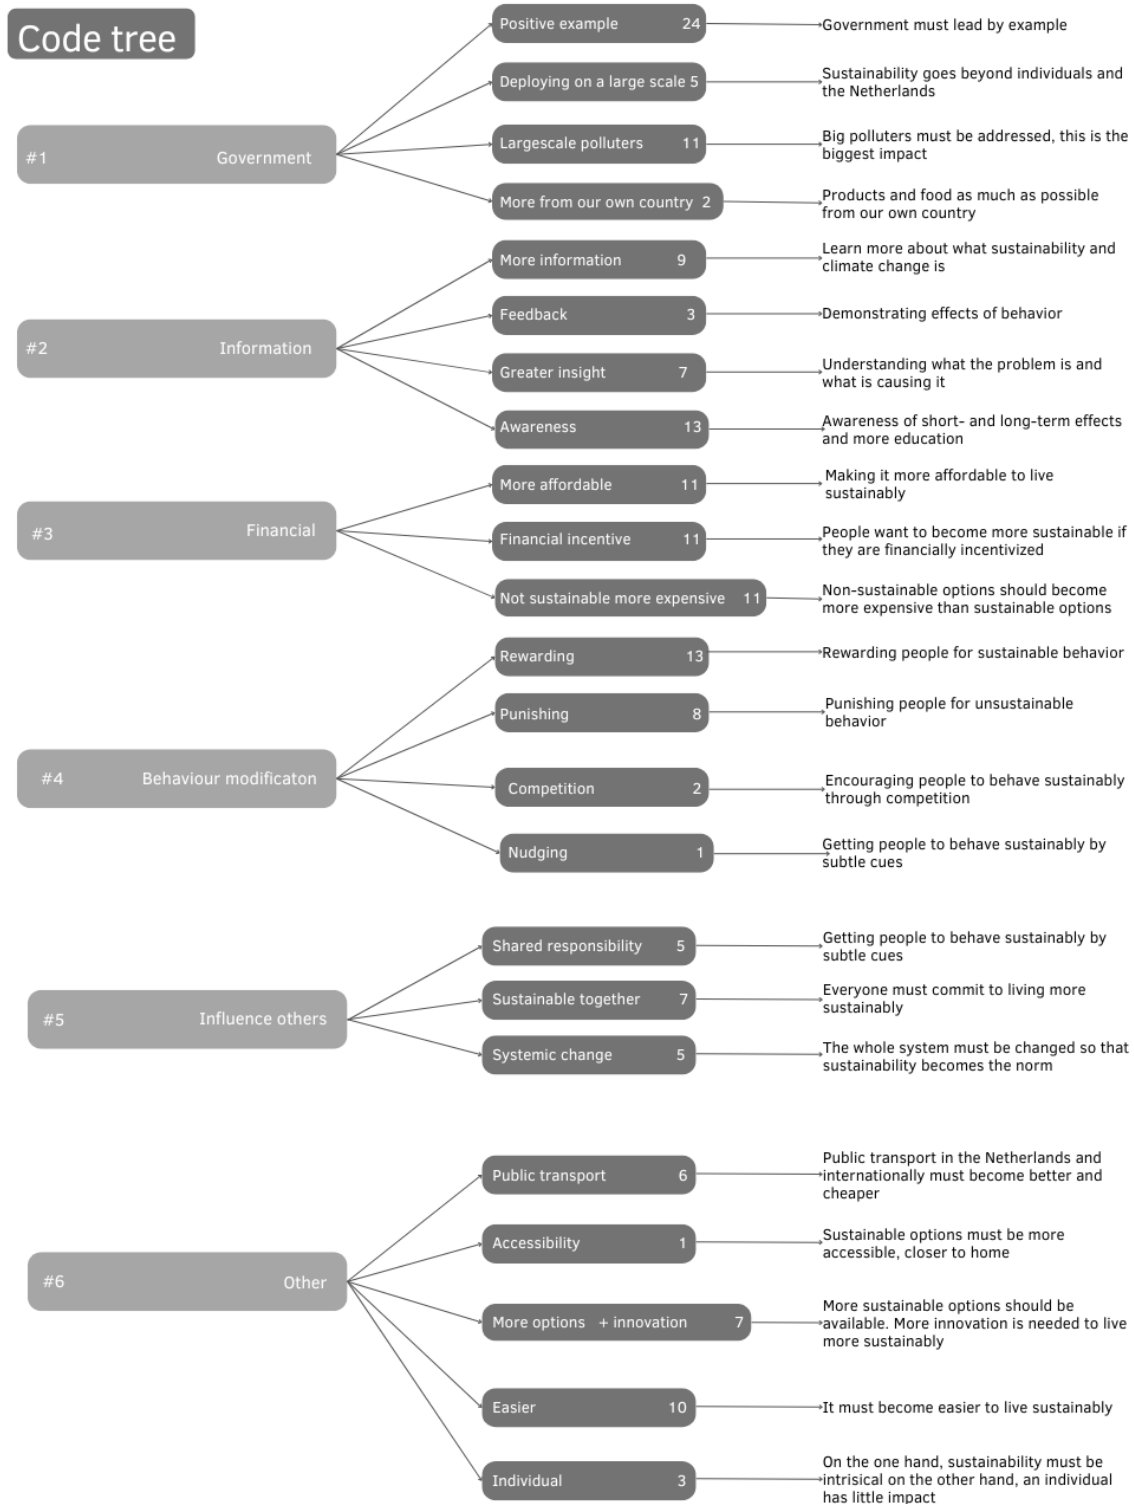 Code tree
#1 Government
Positive example 24
Government must lead by example
Deploying on a large scale 5
Sustainability goes beyond individuals and
the Netherlands
Largescale polluters 11
Big polluters must be addressed, this is the
biggest impact
More from our own country 2
Products and food as much as possible
from our own country
#2 Information
More information 9
Learn more about what sustainability and
climate change is
Feedback 3
Demonstrating effects of behavior
Greater insight 7
Understanding what the problem is and
what is causing it
Awareness 13
Awareness of short- and long-term effects
and more education
#3 Financial
More affordable 11
Making it more affordable to live
sustainably
Financial incentive 11
People want to become more sustainable if
they are financially incentivized
Not sustainable more expensive 11
Non-sustainable options should become
more expensive than sustainable options
#4 Behaviour modificaton
Rewarding 13
Rewarding people for sustainable behavior
Punishing 8
Punishing people for unsustainable
behavior
Competition 2
Encouraging people to behave sustainably
through competition
Nudging 1
Getting people to behave sustainably by
subtle cues
#5 Influence others
Shared responsibility 5
Getting people to behave sustainably by
subtle cues
Sustainable together 7
Everyone must commit to living more
sustainably
Systemic change 5
The whole system must be changed so that
sustainability becomes the norm
#6 Other
Public transport 6
Public transport in the Netherlands and
internationally must become better and
cheaper
Accessibility 1
Sustainable options must be more
accessible, closer to home
More options + innovation 7
More sustainable options should be
available. More innovation is needed to live
more sustainably
Easier 10
It must become easier to live sustainably
Individual 3
On the one hand, sustainability must be
intrisical on the other hand, an individual
has little impact